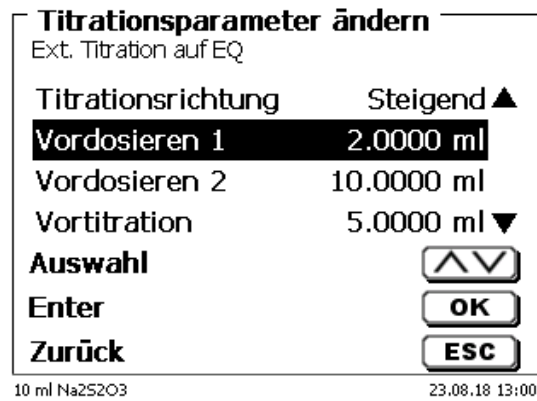 Titrationsparameter ändern
Ext. Titration auf EQ
Titrationsrichtung Steigend ▲
Vordosieren 1 2.0000 ml
Vordosieren 2 10.0000 ml
Vortitration 5.0000 ml ▼
Auswahl
Enter OK
Zurück ESC
10 ml Na2S2O3 23.08.18 13:00